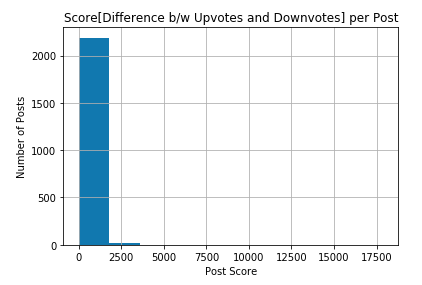 Score[Difference b/w Upvotes and Downvotes] per Post
2000
1500
1000
500
0
Number of Posts
0 2500 5000 7500 10000 12500 15000 17500
Post Score